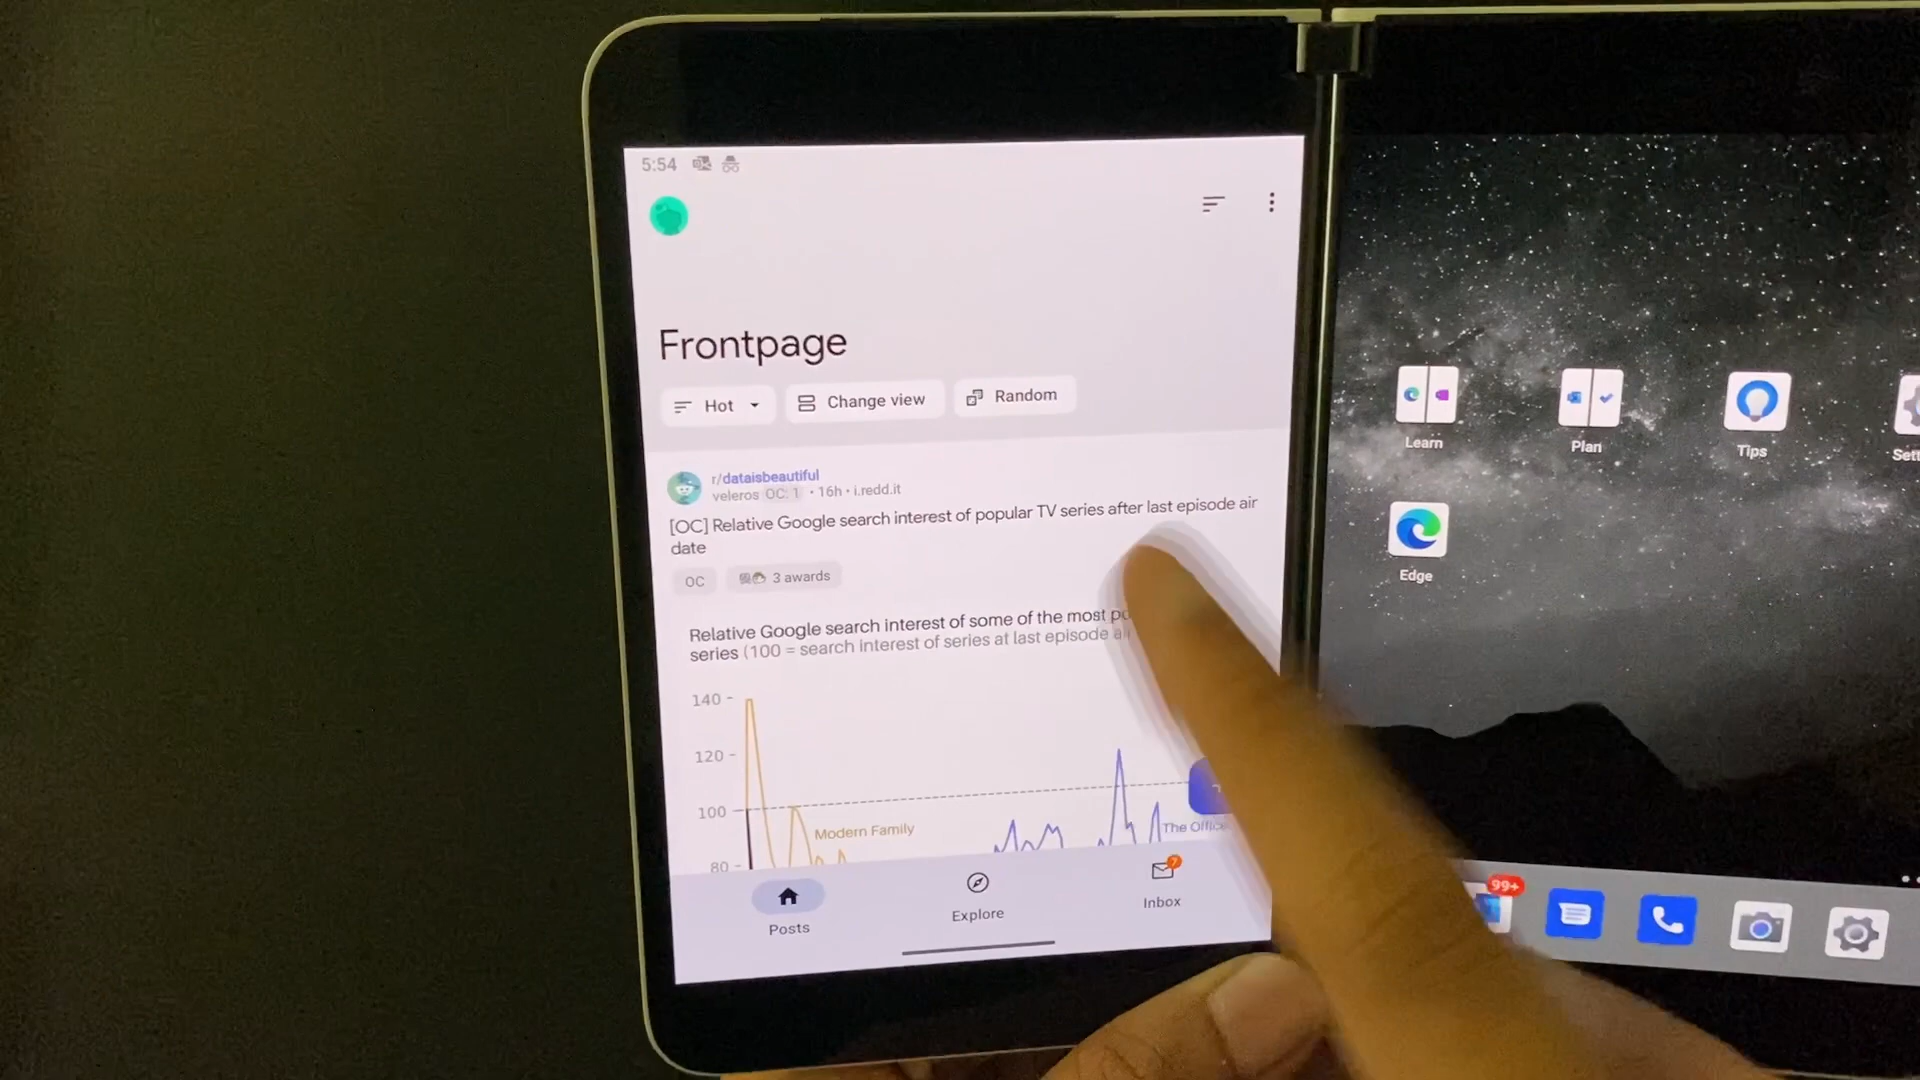 5:54
Frontpage
Hot
Change view
Random
r/dataisbeautiful
veleros OC: 1 • 16h • i.redd.it
[OC] Relative Google search interest of popular TV series after last episode air
date
OC
3 awards
Relative Google search interest of some of the most
series (100 = search interest of series at last episode
140
120
100
80
Modern Family
The Office
Posts
Explore
Inbox
7
Learn
Plan
Tips
Edge
99+